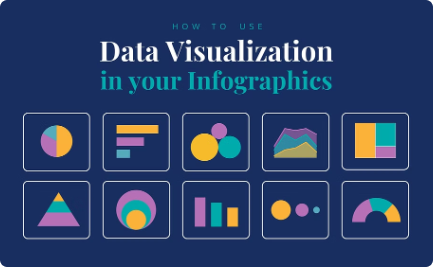 HOW TO USE
Data Visualization
in your Infographics